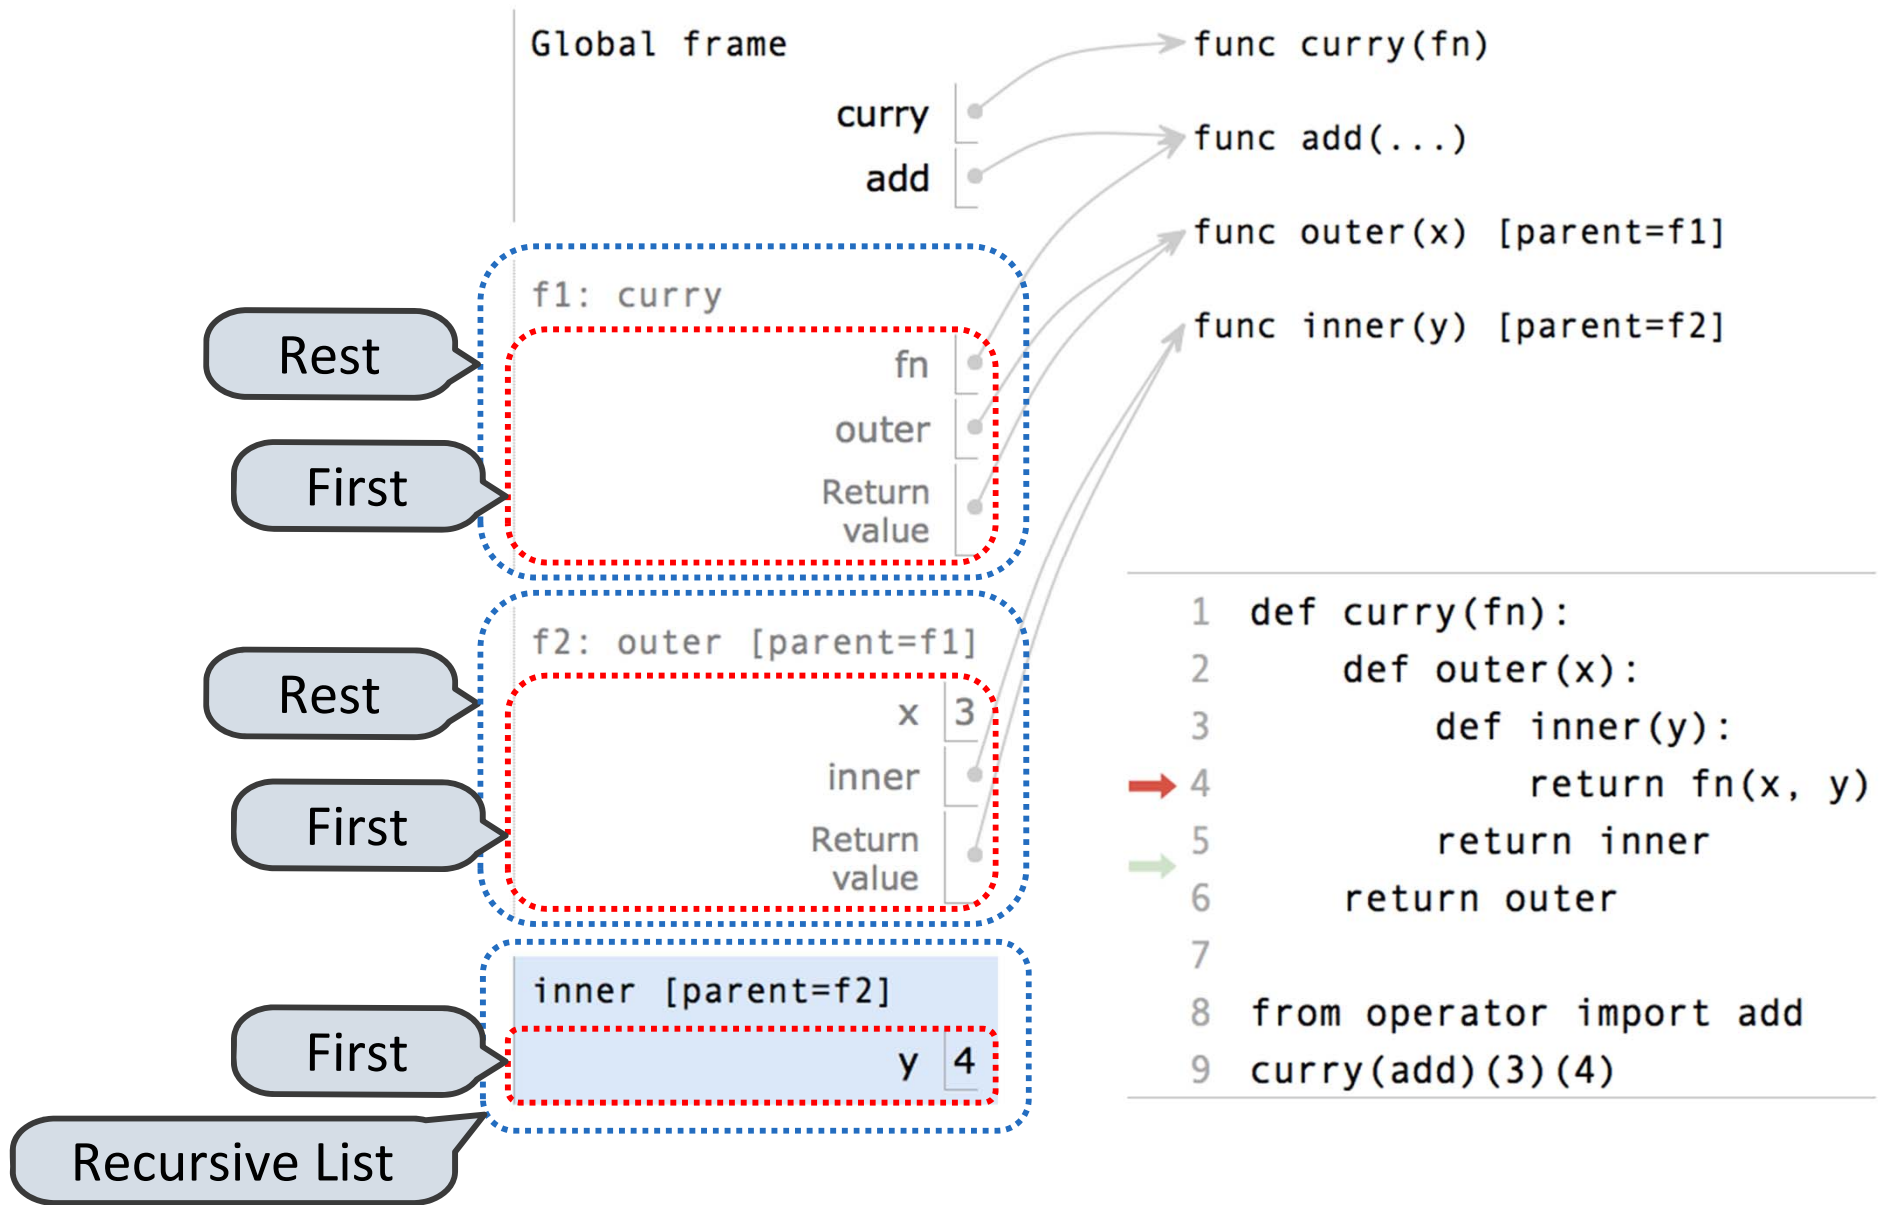 Global frame
curry
add
func curry(fn)
func add(...)
func outer(x) [parent=f1]
func inner(y) [parent=f2]
f1: curry
Rest
fn
outer
First
Return
value
f2: outer [parent=f1]
Rest
x 3
inner
First
Return
value
inner [parent=f2]
First
y 4
Recursive List
1 def curry(fn):
2 def outer(x):
3 def inner(y):
4 return fn(x, y)
5 return inner
6 return outer
7
8 from operator import add
9 curry(add)(3)(4)